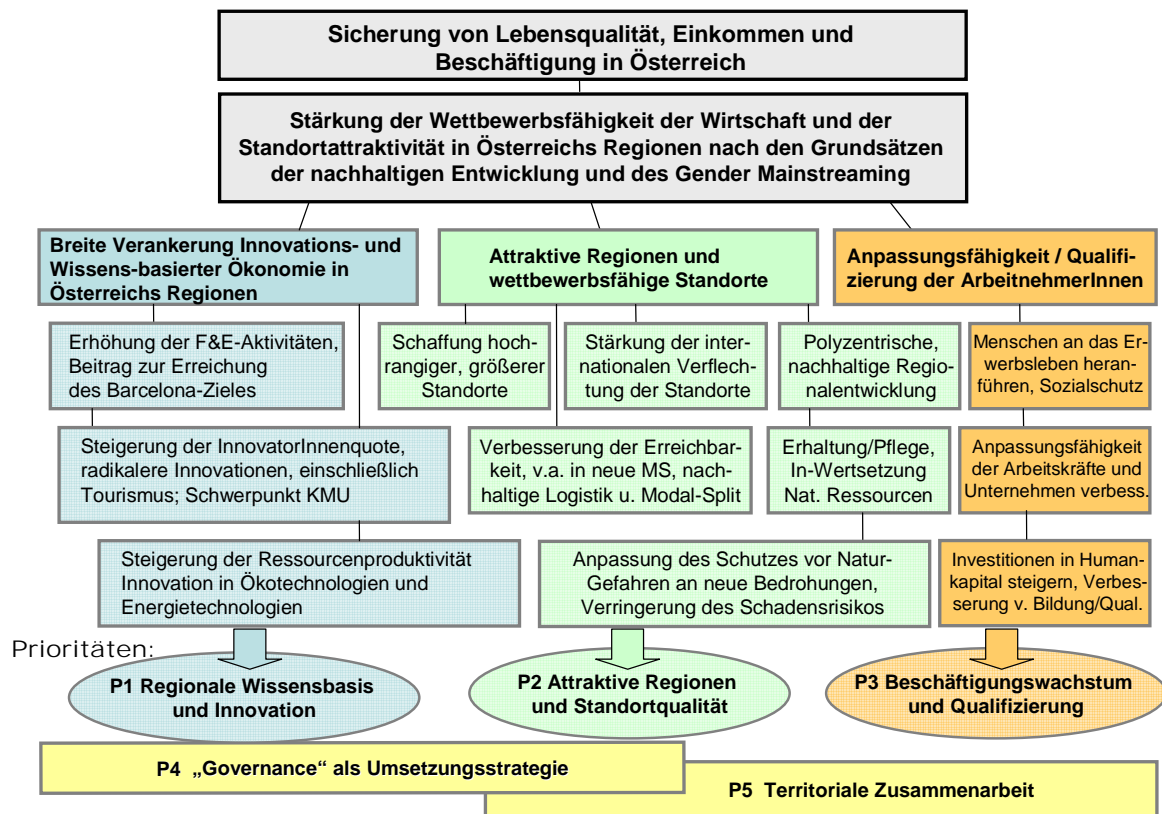 Sicherung von Lebensqualität, Einkommen und
Beschäftigung in Österreich
Stärkung der Wettbewerbsfähigkeit der Wirtschaft und der
Standortattraktivität in Österreichs Regionen nach den Grundsätzen
der nachhaltigen Entwicklung und des Gender Mainstreaming
Breite Verankerung Innovations- und
Wissens-basierter Ökonomie in
Österreichs Regionen
Attraktive Regionen und
wettbewerbsfähige Standorte
Anpassungsfähigkeit / Qualifi-
zierung der ArbeitnehmerInnen
Erhöhung der F&E-Aktivitäten,
Beitrag zur Erreichung
des Barcelona-Zieles
Schaffung hoch-
rangiger, größerer
Standorte
Stärkung der inter-
nationalen Verflech-
tung der Standorte
Polyzentrische,
nachhaltige Regio-
nalentwicklung
Menschen an das Er-
werbsleben heran-
führen, Sozialschutz
Steigerung der InnovatorInnenquote,
radikalere Innovationen, einschließlich
Tourismus; Schwerpunkt KMU
Verbesserung der Erreichbar-
keit, v.a. in neue MS, nach-
haltige Logistik u. Modal-Split
Erhaltung/Pflege,
In-Wertsetzung
Nat. Ressourcen
Anpassungsfähigkeit
der Arbeitskräfte und
Unternehmen verbess.
Steigerung der Ressourcenproduktivität
Innovation in Ökotechnologien und
Energietechnologien
Anpassung des Schutzes vor Natur-
Gefahren an neue Bedrohungen,
Verringerung des Schadensrisikos
Investitionen in Human-
kapital steigern, Verbes-
serung v. Bildung/Qual.
Prioritäten:
P1 Regionale Wissensbasis
und Innovation
P2 Attraktive Regionen
und Standortqualität
P3 Beschäftigungswachstum
und Qualifizierung
P4 „Governance“ als Umsetzungsstrategie
P5 Territoriale Zusammenarbeit